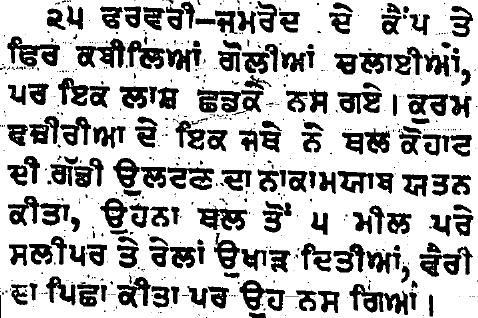 ੨੫ ਫਰਵਰੀ-ਜਮਰੋਦ ਦੇ ਕੈਂਪ ਤੇ
ਫਿਰ ਕਬੀਲਿਆਂ ਗੋਲੀਆਂ ਚਲਾਈਆਂ,
ਪਰ ਇਕ ਲਾਸ਼ ਛਡਕੇ ਨਸ ਗਏ। ਕੁਰਮ
ਵਜ਼ੀਰੀਆ ਦੇ ਇਕ ਜਥੇ ਨੇ ਥਲ ਕੋਹਾਟ
ਦੀ ਗੱਡੀ ਉਲਟਣ ਦਾ ਨਾਕਾਮਯਾਬ ਯਤਨ
ਕੀਤਾ, ਉਹਨਾ ਥਲ ਤੋਂ ੫ ਮੀਲ ਪਰੇ
ਸਲੀਪਰ ਤੇ ਰੇਲਾਂ ਉਖਾੜ ਦਿਤੀਆਂ, ਵੈਰੀ
ਦਾ ਪਿਛਾ ਕੀਤਾ ਪਰ ਉਹ ਨਸ ਗਿਆਂ।